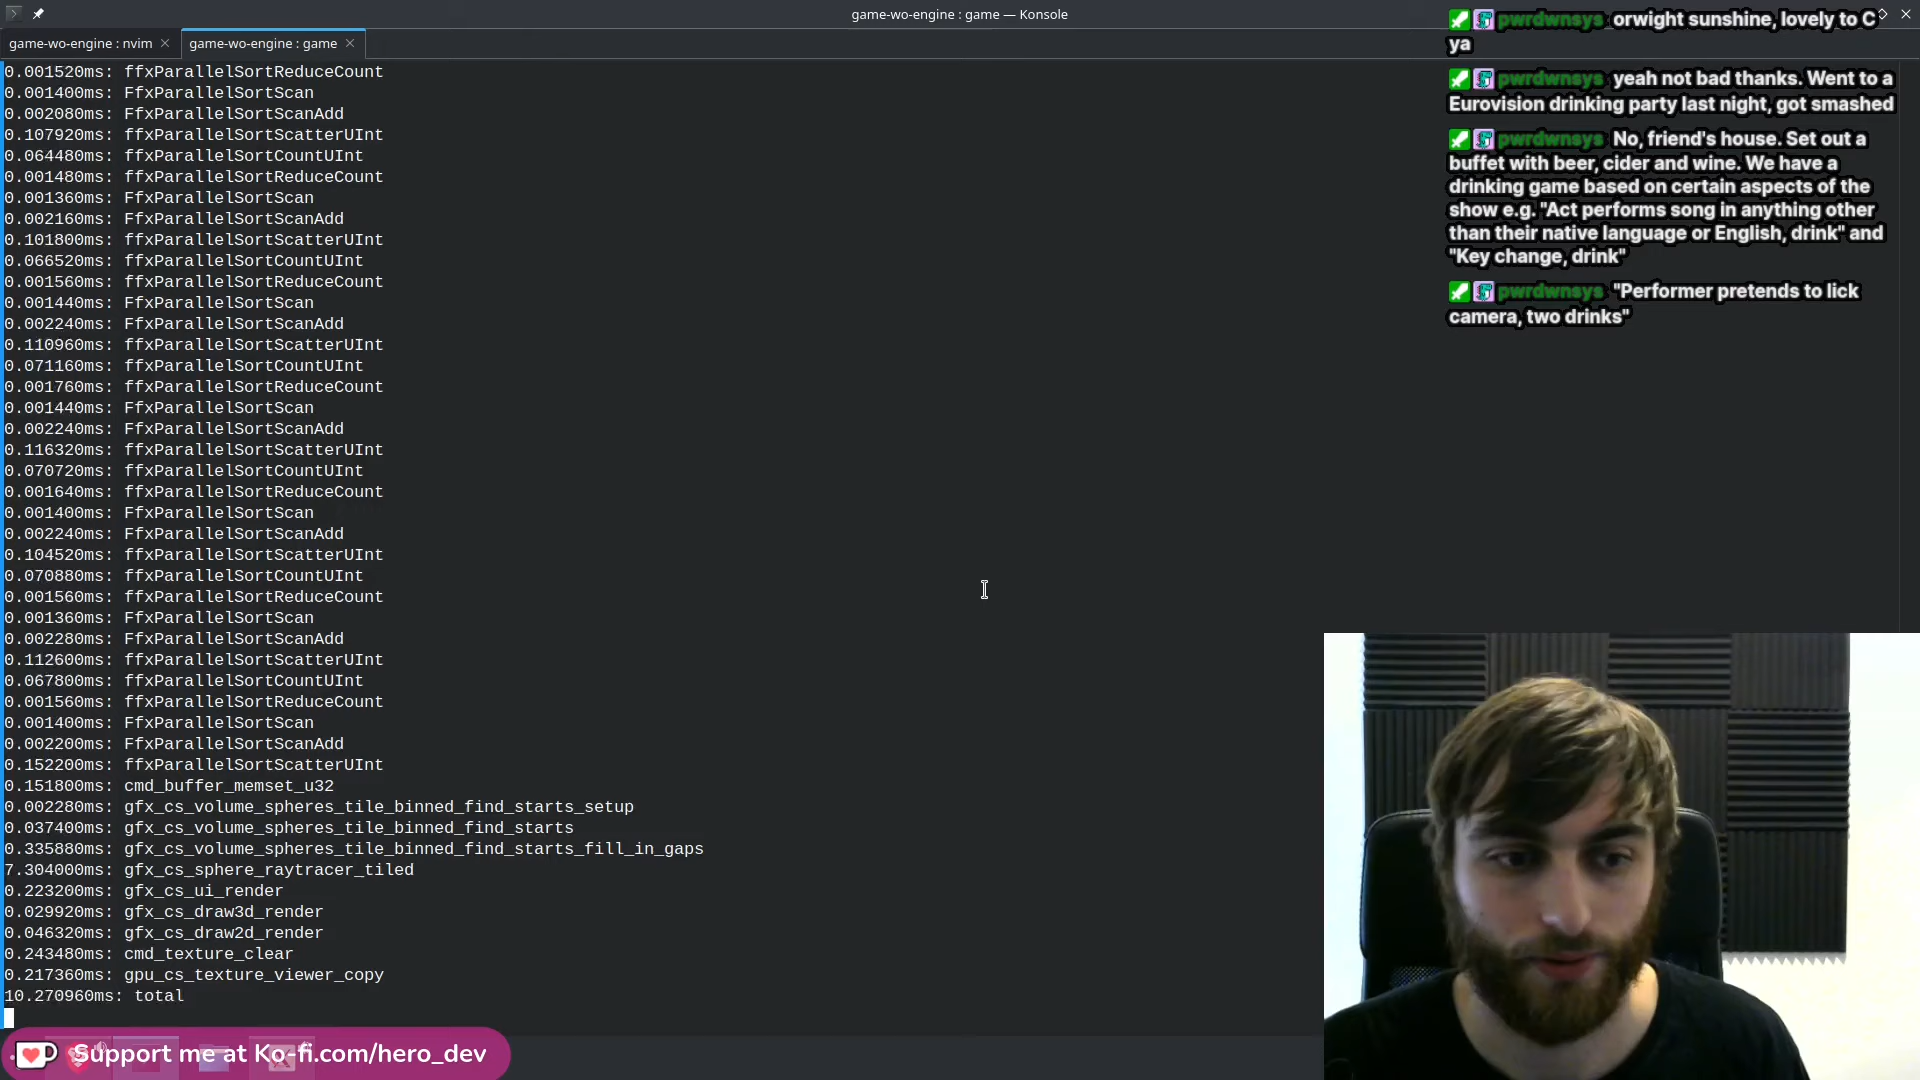 game-wo-engine : game — Konsole
game-wo-engine : nvim
game-wo-engine : game
0.001520ms: ffxParallelSortReduceCount
0.001400ms: FfxParallelSortScan
0.002080ms: FfxParallelSortScanAdd
0.107920ms: ffxParallelSortScatterUInt
0.064480ms: ffxParallelSortCountUInt
0.001480ms: ffxParallelSortReduceCount
0.001360ms: FfxParallelSortScan
0.002160ms: FfxParallelSortScanAdd
0.101800ms: ffxParallelSortScatterUInt
0.066520ms: ffxParallelSortCountUInt
0.001560ms: ffxParallelSortReduceCount
0.001440ms: FfxParallelSortScan
0.002240ms: FfxParallelSortScanAdd
0.110960ms: ffxParallelSortScatterUInt
0.071160ms: ffxParallelSortCountUInt
0.001760ms: ffxParallelSortReduceCount
0.001440ms: FfxParallelSortScan
0.002240ms: FfxParallelSortScanAdd
0.116320ms: ffxParallelSortScatterUInt
0.070720ms: ffxParallelSortCountUInt
0.001640ms: ffxParallelSortReduceCount
0.001400ms: FfxParallelSortScan
0.002240ms: FfxParallelSortScanAdd
0.104520ms: ffxParallelSortScatterUInt
0.070880ms: ffxParallelSortCountUInt
0.001560ms: ffxParallelSortReduceCount
0.001360ms: FfxParallelSortScan
0.002280ms: FfxParallelSortScanAdd
0.112600ms: ffxParallelSortScatterUInt
0.067800ms: ffxParallelSortCountUInt
0.001560ms: ffxParallelSortReduceCount
0.001400ms: FfxParallelSortScan
0.002200ms: FfxParallelSortScanAdd
0.152200ms: ffxParallelSortScatterUInt
0.151800ms: cmd_buffer_memset_u32
0.002280ms: gfx_cs_volume_spheres_tile_binned_find_starts_setup
0.037400ms: gfx_cs_volume_spheres_tile_binned_find_starts
0.335880ms: gfx_cs_volume_spheres_tile_binned_find_starts_fill_in_gaps
7.304000ms: gfx_cs_sphere_raytracer_tiled
0.223200ms: gfx_cs_ui_render
0.029920ms: gfx_cs_draw3d_render
0.046320ms: gfx_cs_draw2d_render
0.243480ms: cmd_texture_clear
0.217360ms: gpu_cs_texture_viewer_copy
10.270960ms: total
pwrdwnsys orwight sunshine, lovely to C
ya
pwrdwnsys yeah not bad thanks. Went to a
Eurovision drinking party last night, got smashed
pwrdwnsys No, friend's house. Set out a
buffet with beer, cider and wine. We have a
drinking game based on certain aspects of the
show e.g. "Act performs song in anything other
than their native language or English, drink" and
"Key change, drink"
pwrdwnsys "Performer pretends to lick
camera, two drinks"
Support me at Ko-fi.com/hero_dev